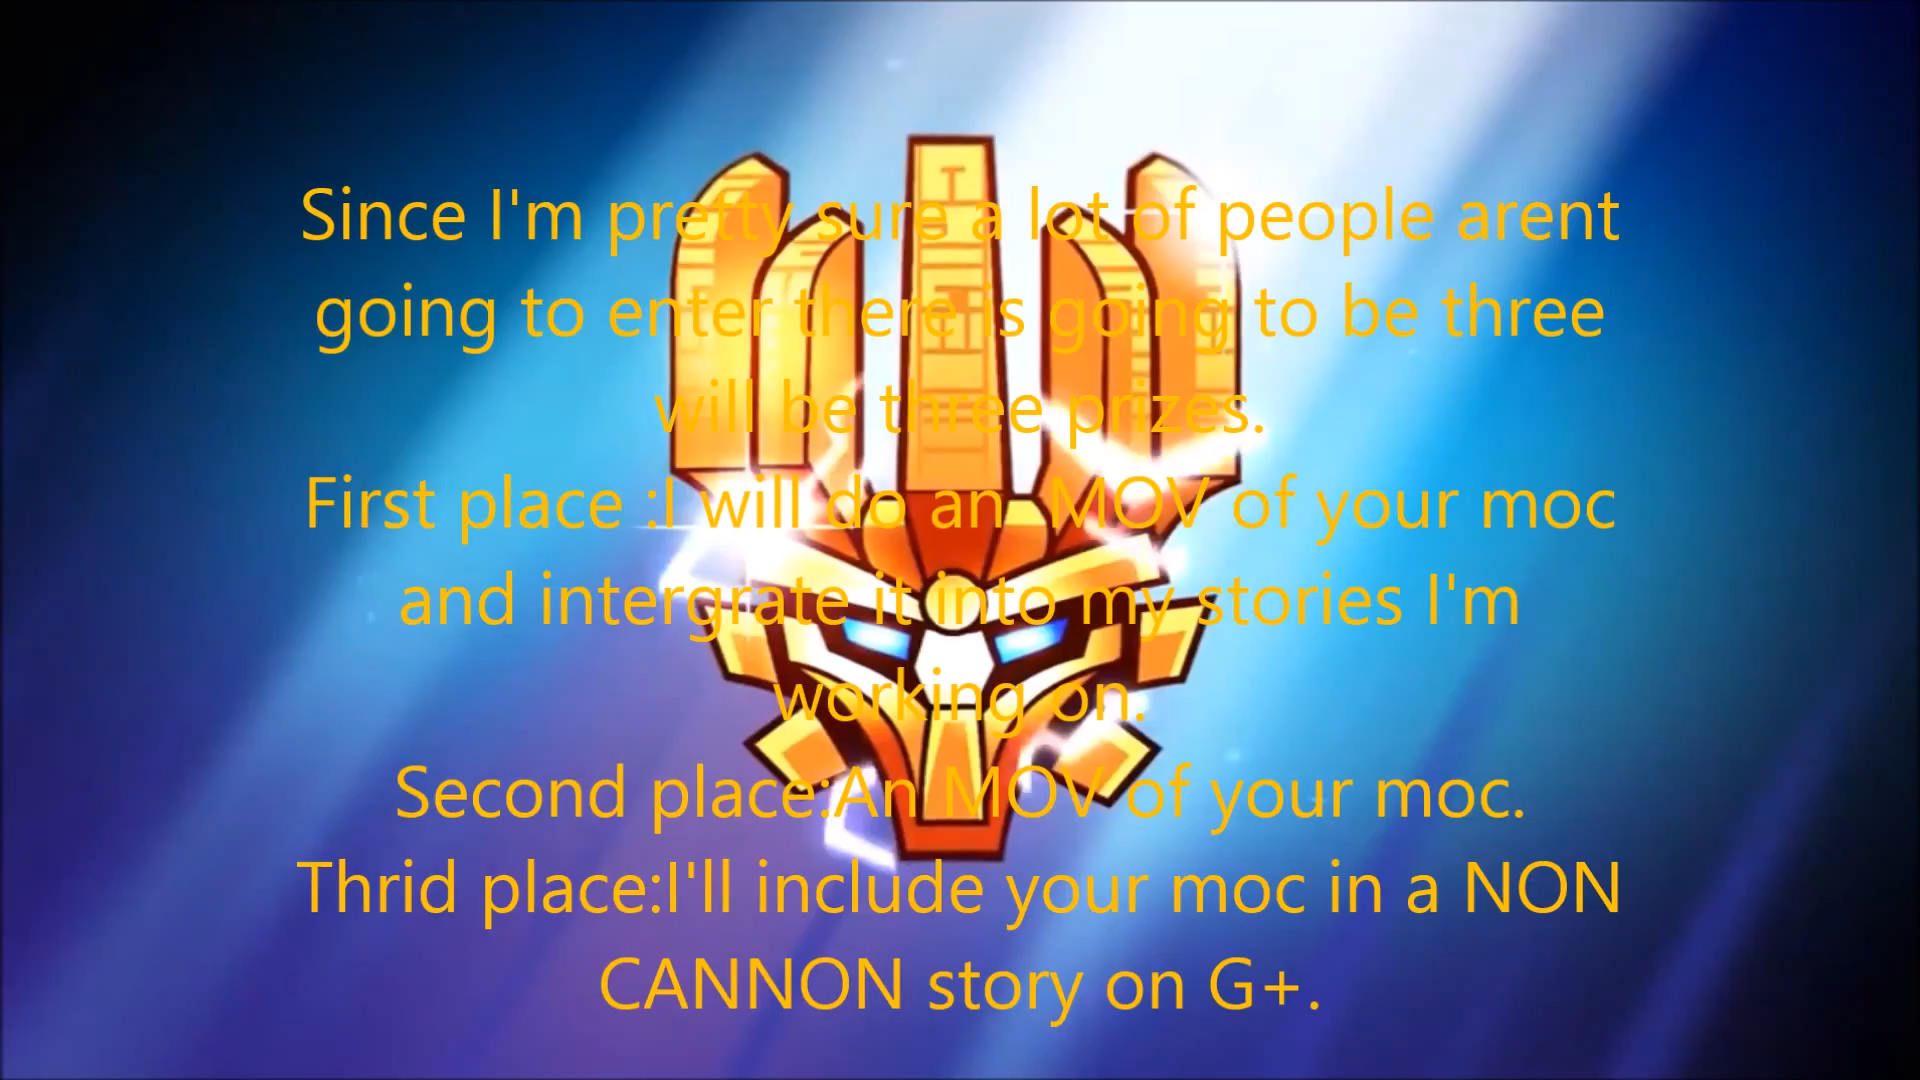 Since I'm pretty sure a lot of people arent
going to enter there is going to be three
will be three prizes.
First place :I will do an  MOV of your moc
and intergrate it into my stories I'm
working on.
Second place:An MOV of your moc.
Thrid place:I'll include your moc in a NON
CANNON story on G+.